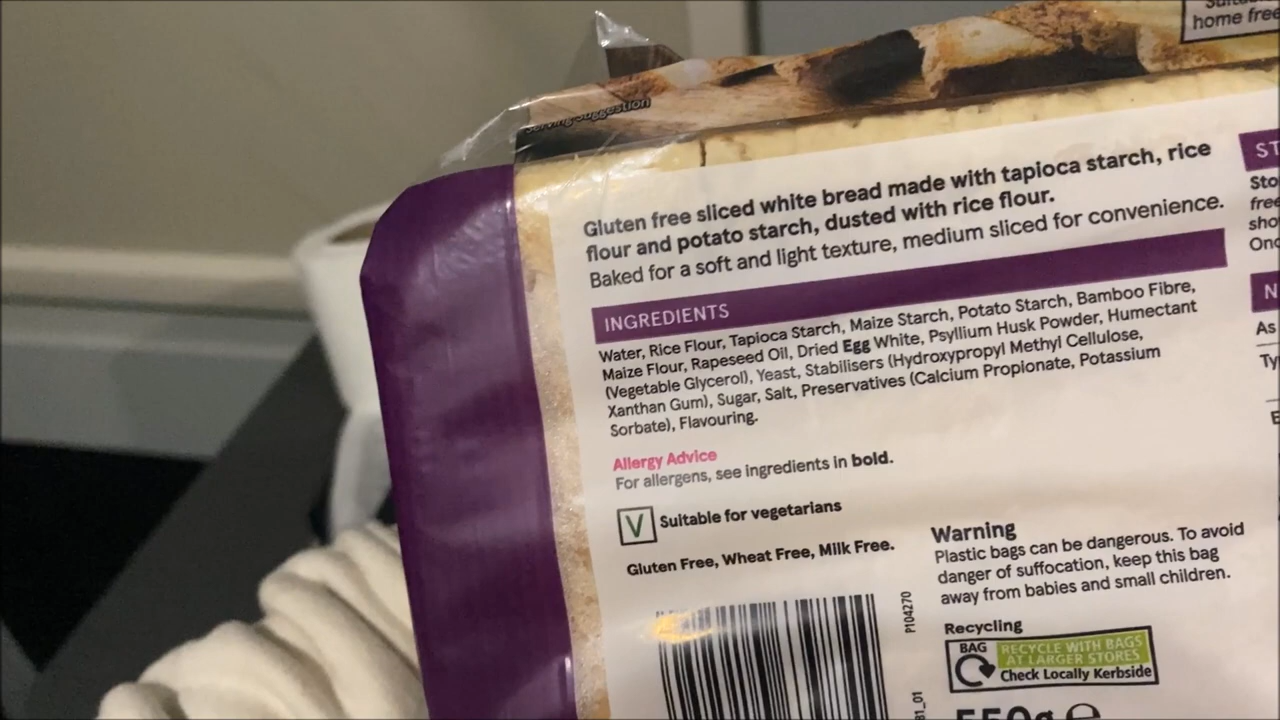 home free
Serving Suggestion
Gluten free sliced white bread made with tapioca starch, rice
flour and potato starch, dusted with rice flour.
Baked for a soft and light texture, medium sliced for convenience.
INGREDIENTS
Water, Rice Flour, Tapioca Starch, Maize Starch, Potato Starch, Bamboo Fibre,
Maize Flour, Rapeseed Oil, Dried Egg White, Psyllium Husk Powder, Humectant
(Vegetable Glycerol), Yeast, Stabilisers (Hydroxypropyl Methyl Cellulose,
Xanthan Gum), Sugar, Salt, Preservatives (Calcium Propionate, Potassium
Sorbate), Flavouring.
Allergy Advice
For allergens, see ingredients in bold.
V Suitable for vegetarians
Gluten Free, Wheat Free, Milk Free.
P104270
Warning
Plastic bags can be dangerous. To avoid
danger of suffocation, keep this bag
away from babies and small children.
Recycling
BAG
RECYCLE WITH BAGS
AT LARGER STORES
Check Locally Kerbside
550g e
As